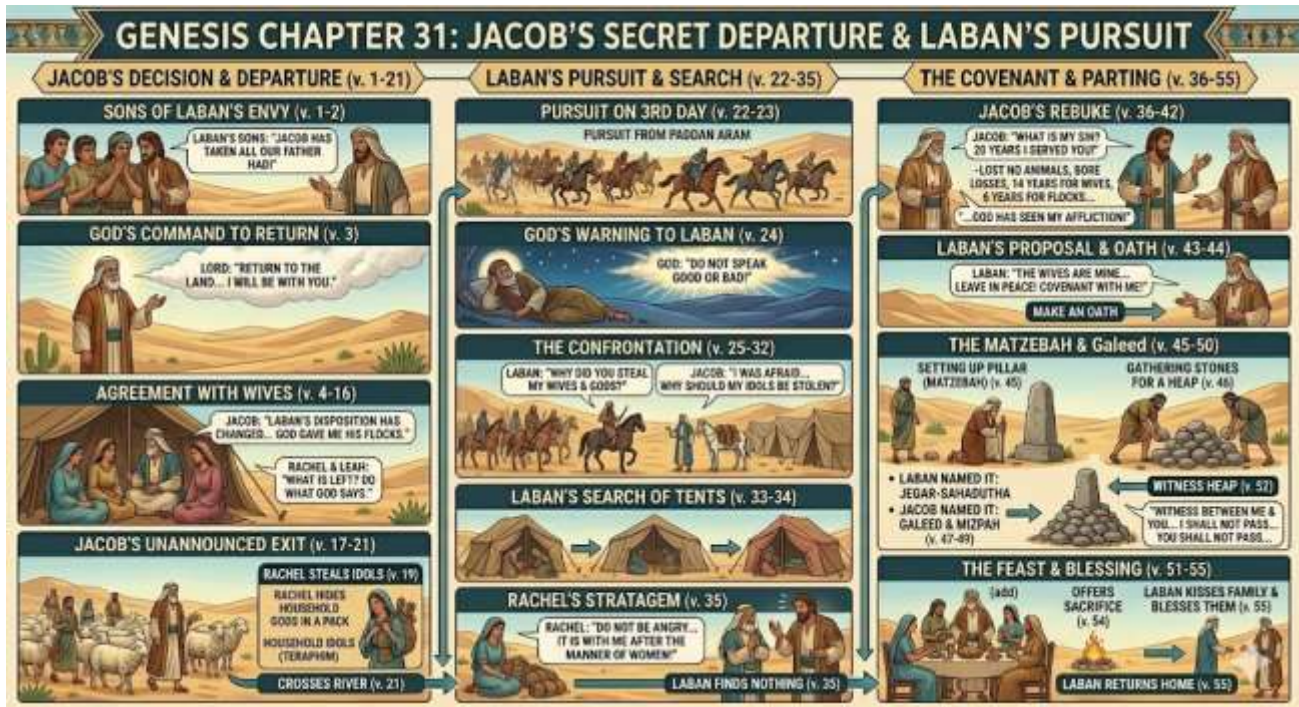 GENESIS CHAPTER 31: JACOB'S SECRET DEPARTURE & LABAN'S PURSUIT
JACOB'S DECISION & DEPARTURE (v. 1-21)
SONS OF LABAN'S ENVY (v. 1-2)
LABAN'S SONS: "JACOB HAS
TAKEN ALL OUR FATHER
HAD!"
GOD'S COMMAND TO RETURN (v. 3)
LORD: "RETURN TO THE
LAND... I WILL BE WITH YOU."
AGREEMENT WITH WIVES (v. 4-16)
JACOB: "LABAN'S DISPOSITION HAS
CHANGED... GOD GAVE ME HIS FLOCKS."
RACHEL & LEAH:
"WHAT IS LEFT? DO
WHAT GOD SAYS."
JACOB'S UNANNOUNCED EXIT (v. 17-21)
RACHEL STEALS IDOLS (v. 19)
RACHEL HIDES
HOUSEHOLD
GODS IN A PACK
HOUSEHOLD IDOLS
(TERAPHIM)
CROSSES RIVER (v. 21)
LABAN'S PURSUIT & SEARCH (v. 22-35)
PURSUIT ON 3RD DAY (v. 22-23)
PURSUIT FROM PADDAN ARAM
GOD'S WARNING TO LABAN (v. 24)
GOD: "DO NOT SPEAK
GOOD OR BAD!"
THE CONFRONTATION (v. 25-32)
LABAN: "WHY DID YOU STEAL
MY WIVES & GODS?"
JACOB: "I WAS AFRAID...
WHY SHOULD MY IDOLS BE STOLEN?"
LABAN'S SEARCH OF TENTS (v. 33-34)
RACHEL'S STRATAGEM (v. 35)
RACHEL: "DO NOT BE ANGRY...
IT IS WITH ME AFTER THE
MANNER OF WOMEN!"
LABAN FINDS NOTHING (v. 35)
THE COVENANT & PARTING (v. 36-55)
JACOB'S REBUKE (v. 36-42)
JACOB: "WHAT IS MY SIN?
20 YEARS I SERVED YOU!"
-LOST NO ANIMALS, BORE
LOSSES, 14 YEARS FOR WIVES,
6 YEARS FOR FLOCKS...
"...GOD HAS SEEN MY AFFLICTION!"
LABAN'S PROPOSAL & OATH (v. 43-44)
LABAN: "THE WIVES ARE MINE...
LEAVE IN PEACE! COVENANT WITH ME!"
MAKE AN OATH
THE MATZEBAH & Galeed (v. 45-50)
SETTING UP PILLAR
(MATZEBAH) (v. 45)
GATHERING STONES
FOR A HEAP (v. 46)
• LABAN NAMED IT:
JEGAR-SAHADUTHA
• JACOB NAMED IT:
GALEED & MIZPAH
(v. 47-49)
WITNESS HEAP (v. 52)
"WITNESS BETWEEN ME &
YOU... I SHALL NOT PASS...
YOU SHALL NOT PASS...
THE FEAST & BLESSING (v. 51-55)
(add)
OFFERS
SACRIFICE
(v. 54)
LABAN KISSES FAMILY &
BLESSES THEM (v. 55)
LABAN RETURNS HOME (v. 55)